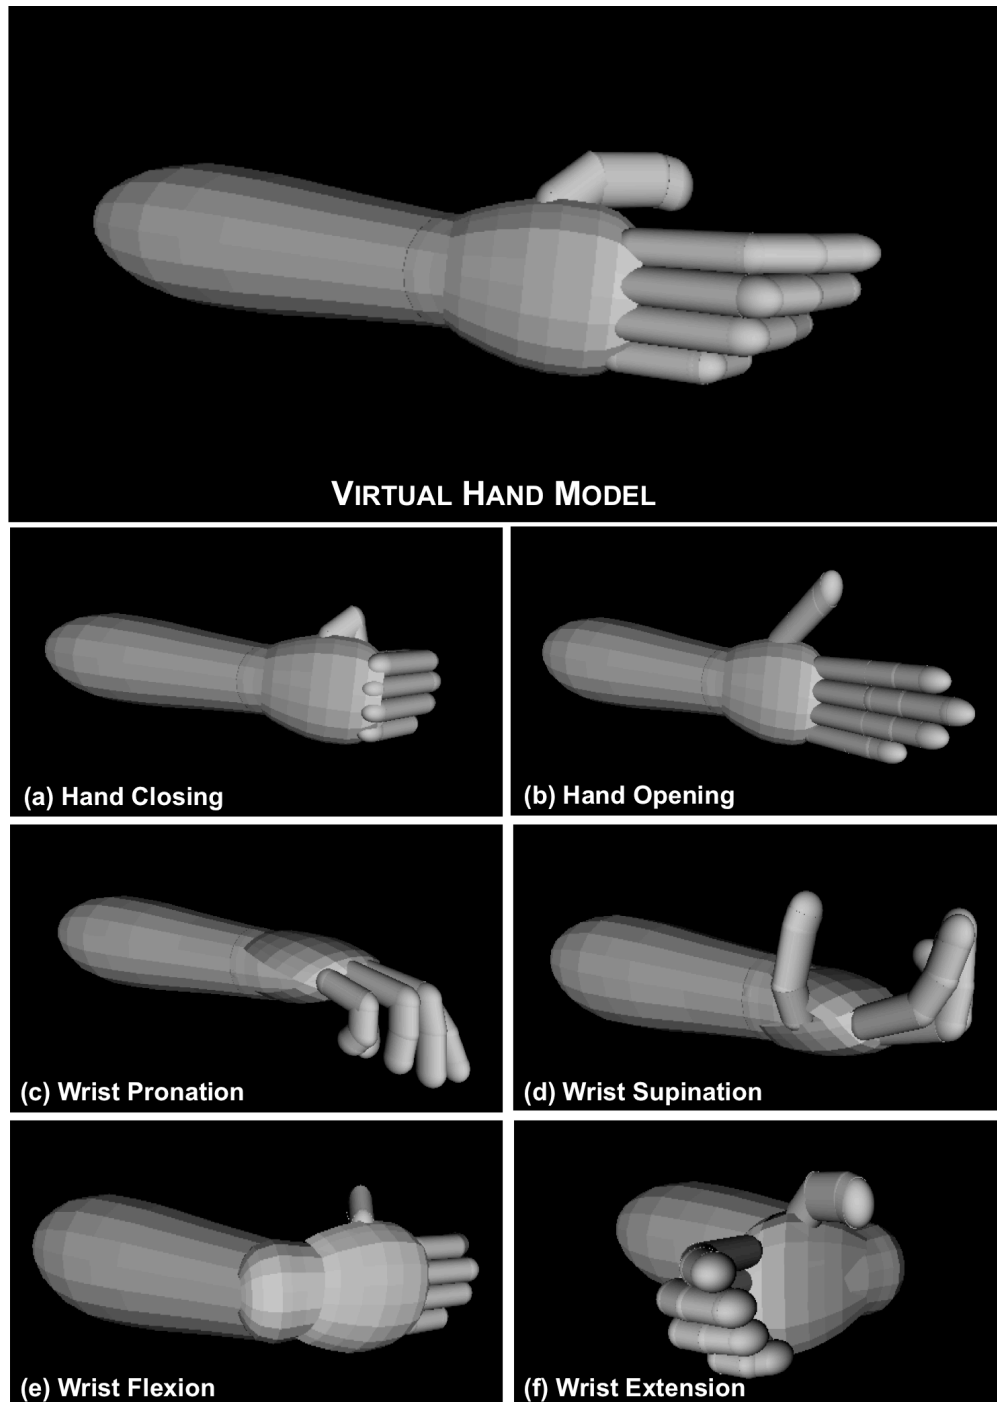 VIRTUAL HAND MODEL
(a) Hand Closing
(b) Hand Opening
(c) Wrist Pronation
(d) Wrist Supination
(e) Wrist Flexion
(f) Wrist Extension